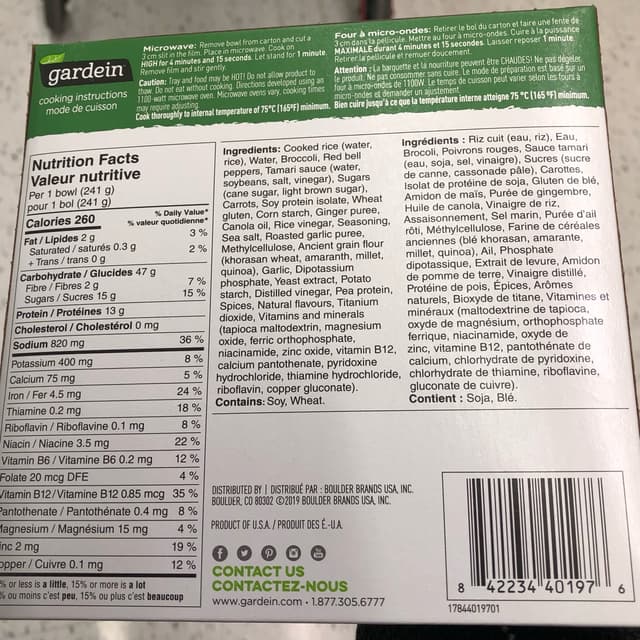 gardein
cooking instructions
mode de cuisson
Microwave: Remove bowl from carton and cut a
3 cm slit in the film. Place in microwave. Cook on
HIGH for 4 minutes and 15 seconds. Let stand for 1 minute.
Remove film and stir gently.
Caution: Tray and food may be HOT! Do not allow product to
thaw. Do not eat without cooking. Directions developed using an
1100-watt microwave oven. Microwave ovens vary, cooking times
may require adjusting.
Cook thoroughly to internal temperature of 75°C (165°F) minimum.
Four à micro-ondes: Retirer le bol du carton et faire une fente de
3 cm dans la pellicule. Mettre au four à micro-ondes. Cuire à la puissance
MAXIMALE durant 4 minutes et 15 secondes. Laisser reposer 1 minute.
Retirer la pellicule et remuer doucement.
Attention : La barquette et la nourriture peuvent être CHAUDES! Ne pas dégeler
le produit. Ne pas consommer sans cuire. Le mode de préparation est basé sur un
four à micro-ondes de 1100W. Le temps de cuisson peut varier selon les fours à
micro-ondes et demander un ajustement.
Bien cuire jusqu'à ce que la température interne atteigne 75 °C (165 °F) minimum.
Nutrition Facts
Valeur nutritive
Per 1 bowl (241 g)
pour 1 bol (241 g)
Calories 260
% Daily Value*
% valeur quotidienne*
Fat / Lipides 2 g 3 %
Saturated / saturés 0.3 g
+ Trans / trans 0 g 2 %
Carbohydrate / Glucides 47 g
Fibre / Fibres 2 g 7 %
Sugars / Sucres 15 g 15 %
Protein / Protéines 13 g
Cholesterol / Cholestérol 0 mg
Sodium 820 mg 36 %
Potassium 400 mg 8 %
Calcium 75 mg 5 %
Iron / Fer 4.5 mg 24 %
Thiamine 0.2 mg 18 %
Riboflavin / Riboflavine 0.1 mg 8 %
Niacin / Niacine 3.5 mg 22 %
Vitamin B6 / Vitamine B6 0.2 mg 12 %
Folate 20 mcg DFE 4 %
Vitamin B12 / Vitamine B12 0.85 mcg 35 %
Pantothenate / Pantothénate 0.4 mg 8 %
Magnesium / Magnésium 15 mg 4 %
inc 2 mg 19 %
opper / Cuivre 0.1 mg 12 %
% or less is a little, 15% or more is a lot
% ou moins c'est peu, 15% ou plus c'est beaucoup
Ingredients: Cooked rice (water,
rice), Water, Broccoli, Red bell
peppers, Tamari sauce (water,
soybeans, salt, vinegar), Sugars
(cane sugar, light brown sugar),
Carrots, Soy protein isolate, Wheat
gluten, Corn starch, Ginger puree,
Canola oil, Rice vinegar, Seasoning,
Sea salt, Roasted garlic puree,
Methylcellulose, Ancient grain flour
(khorasan wheat, amaranth, millet,
quinoa), Garlic, Dipotassium
phosphate, Yeast extract, Potato
starch, Distilled vinegar, Pea protein,
Spices, Natural flavours, Titanium
dioxide, Vitamins and minerals
(tapioca maltodextrin, magnesium
oxide, ferric orthophosphate,
niacinamide, zinc oxide, vitamin B12,
calcium pantothenate, pyridoxine
hydrochloride, thiamine hydrochloride,
riboflavin, copper gluconate).
Contains: Soy, Wheat.
Ingrédients : Riz cuit (eau, riz), Eau,
Brocoli, Poivrons rouges, Sauce tamari
(eau, soja, sel, vinaigre), Sucres (sucre
de canne, cassonade pâle), Carottes,
Isolat de protéine de soja, Gluten de blé,
Amidon de maïs, Purée de gingembre,
Huile de canola, Vinaigre de riz,
Assaisonnement, Sel marin, Purée d'ail
rôti, Méthylcellulose, Farine de céréales
anciennes (blé khorasan, amarante,
millet, quinoa), Ail, Phosphate
dipotassique, Extrait de levure, Amidon
de pomme de terre, Vinaigre distillé,
Protéine de pois, Épices, Arômes
naturels, Bioxyde de titane, Vitamines et
minéraux (maltodextrine de tapioca,
oxyde de magnésium, orthophosphate
ferrique, niacinamide, oxyde de
zinc, vitamine B12, pantothénate de
calcium, chlorhydrate de pyridoxine,
chlorhydrate de thiamine, riboflavine,
gluconate de cuivre).
Contient : Soja, Blé.
DISTRIBUTED BY | DISTRIBUÉ PAR : BOULDER BRANDS USA, INC.
BOULDER, CO 80302 ©2019 BOULDER BRANDS USA, INC.
PRODUCT OF U.S.A. / PRODUIT DES É.-U.A.
CONTACT US
CONTACTEZ-NOUS
www.gardein.com • 1.877.305.6777
8 42234 40197 6
17844019701